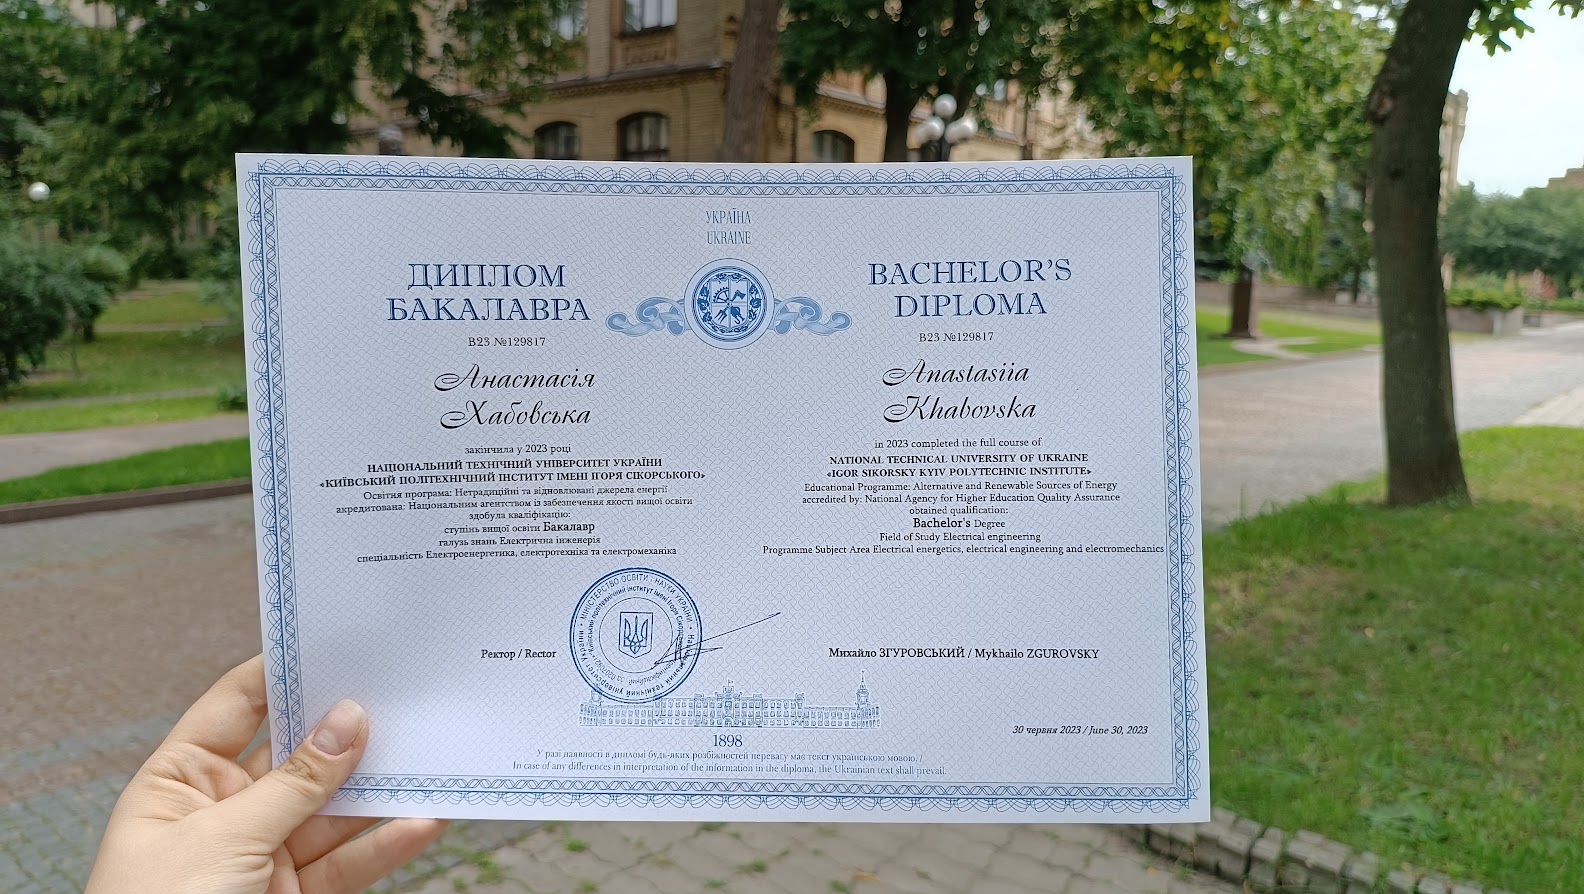 УКРАЇНА
UKRAINE
ДИПЛОМ
БАКАЛАВРА
В23 №129817
Анастасія
Хабовська
закінчила у 2023 році
НАЦІОНАЛЬНИЙ ТЕХНІЧНИЙ УНІВЕРСИТЕТ УКРАЇНИ
«КИЇВСЬКИЙ ПОЛІТЕХНІЧНИЙ ІНСТИТУТ ІМЕНІ ІГОРЯ СІКОРСЬКОГО»
Освітня програма: Нетрадиційні та відновлювані джерела енергії
акредитована: Національним агентством із забезпечення якості вищої освіти
здобула кваліфікацію:
ступінь вищої освіти Бакалавр
галузь знань Електрична інженерія
спеціальність Електроенергетика, електротехніка та електромеханіка
BACHELOR'S
DIPLOMA
B23 №129817
Anastasiia
Khabovska
in 2023 completed the full course of
NATIONAL TECHNICAL UNIVERSITY OF UKRAINE
«IGOR SIKORSKY KYIV POLYTECHNIC INSTITUTE»
Educational Programme: Alternative and Renewable Sources of Energy
accredited by: National Agency for Higher Education Quality Assurance
obtained qualification:
Bachelor's Degree
Field of Study Electrical engineering
Programme Subject Area Electrical energetics, electrical engineering and electromechanics
МІНІСТЕРСТВО ОСВІТИ І НАУКИ УКРАЇНИ
Ректор / Rector
Михайло ЗГУРОВСЬКИЙ / Mykhailo ZGUROVSKY
30 червня 2023 / June 30, 2023
1898
У разі наявності в дипломі будь-яких розбіжностей перевагу має текст українською мовою. /
In case of any differences in interpretation of the information in the diploma, the Ukrainian text shall prevail.